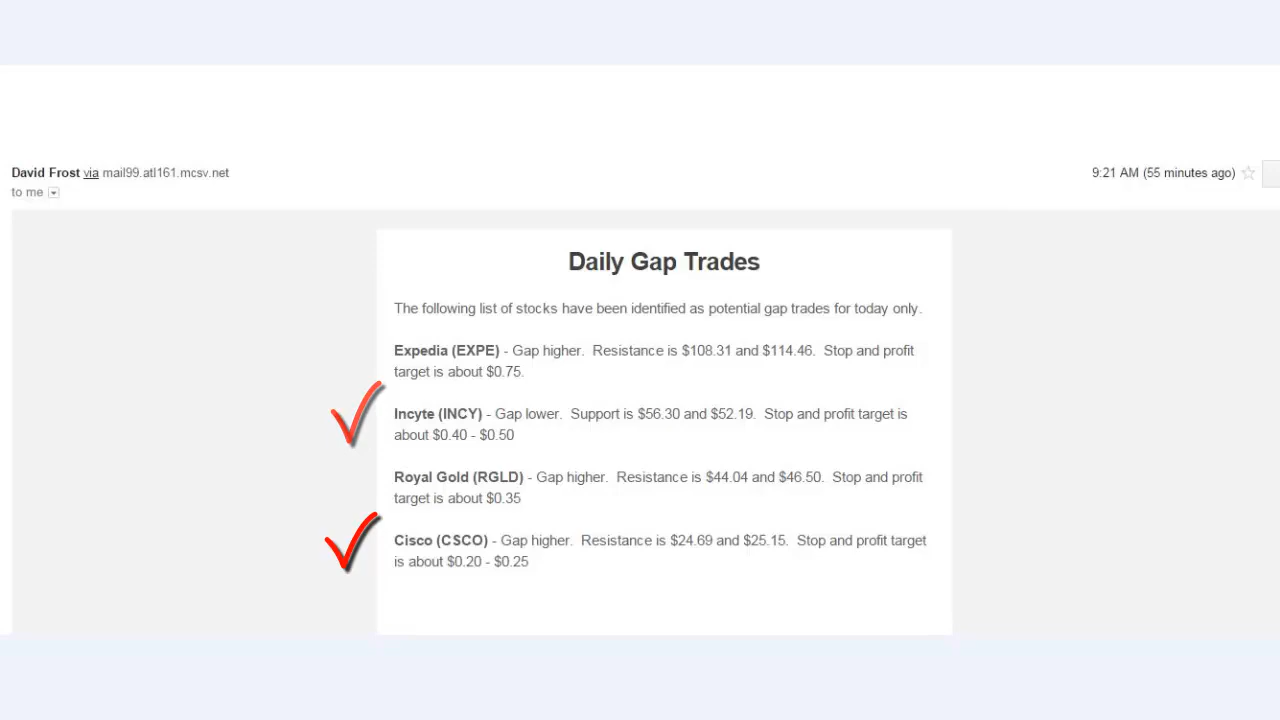 David Frost via mail99.atl161.mcsv.net
9:21 AM (55 minutes ago)
to me
Daily Gap Trades
The following list of stocks have been identified as potential gap trades for today only.
Expedia (EXPE) - Gap higher.  Resistance is $108.31 and $114.46.  Stop and profit
target is about $0.75.
Incyte (INCY) - Gap lower.  Support is $56.30 and $52.19.  Stop and profit target is
about $0.40 - $0.50
Royal Gold (RGLD) - Gap higher.  Resistance is $44.04 and $46.50.  Stop and profit
target is about $0.35
Cisco (CSCO) - Gap higher.  Resistance is $24.69 and $25.15.  Stop and profit target
is about $0.20 - $0.25